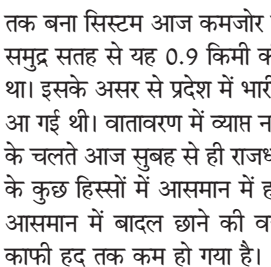 तक बना सिस्टम आज कमजोर
समुद्र सतह से यह 0.9 किमी
था। इसके असर से प्रदेश में
आ गई थी। वातावरण में व्याप्त
के चलते आज सुबह से ही
के कुछ हिस्सों में आसमान में
आसमान में बादल छाने की
काफी हद तक कम हो गया है।